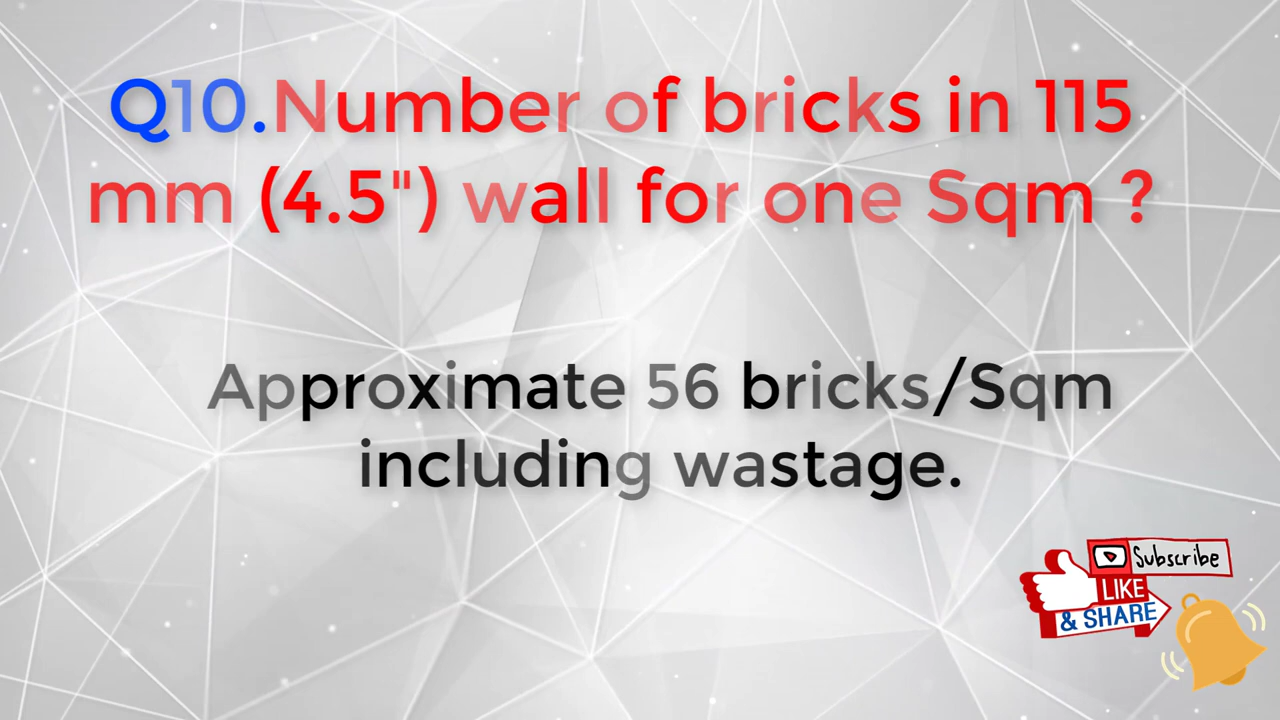 Q10.Number of bricks in 115
mm (4.5") wall for one Sqm ?
Approximate 56 bricks/Sqm
including wastage.
Subscribe
LIKE
& SHARE